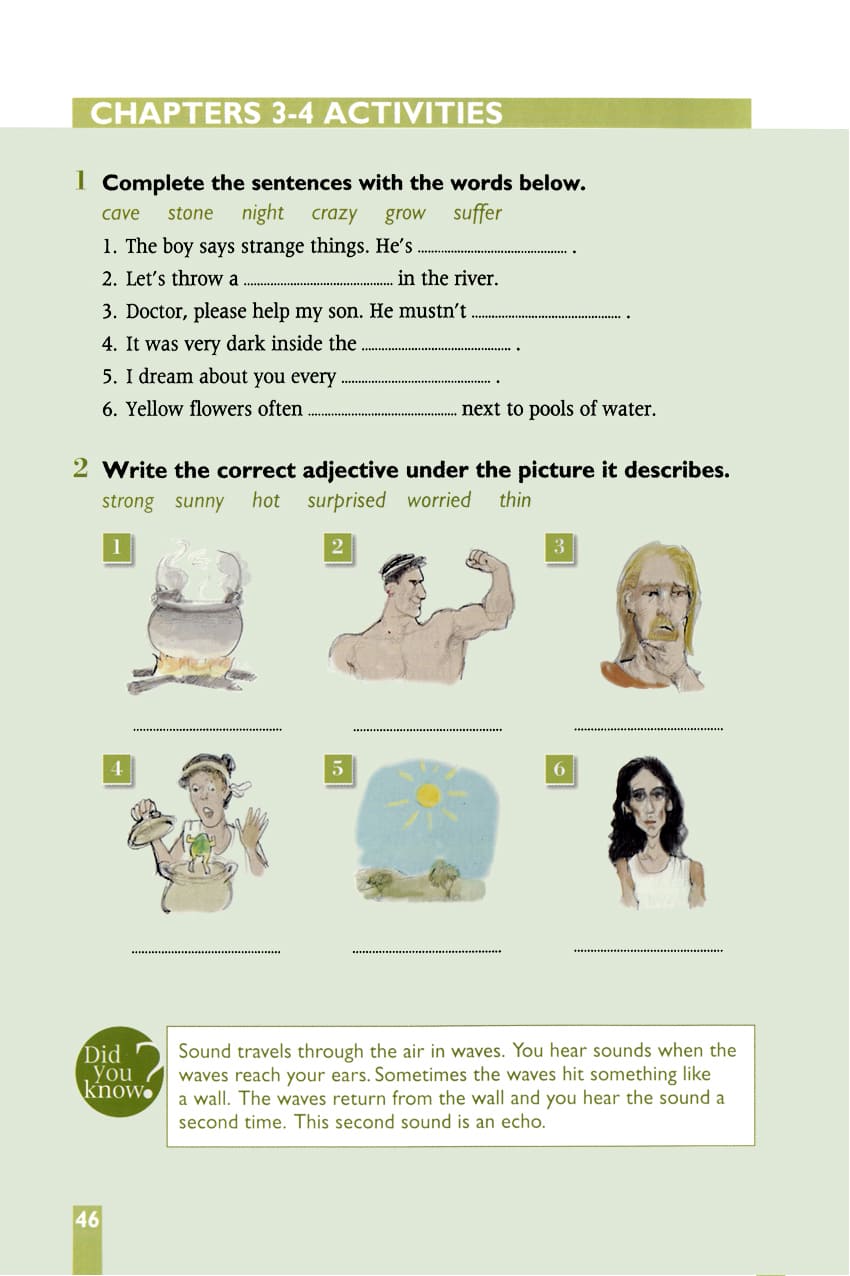 CHAPTERS 3-4 ACTIVITIES
1 Complete the sentences with the words below.
cave stone night crazy grow suffer
1. The boy says strange things. He's ............................................. .
2. Let's throw a ............................................. in the river.
3. Doctor, please help my son. He mustn't ............................................. .
4. It was very dark inside the ............................................. .
5. I dream about you every ............................................. .
6. Yellow flowers often ............................................. next to pools of water.
2 Write the correct adjective under the picture it describes.
strong sunny hot surprised worried thin
1 2 3
............................................. ............................................. .............................................
4 5 6
............................................. ............................................. .............................................
Did you know?
Sound travels through the air in waves. You hear sounds when the
waves reach your ears. Sometimes the waves hit something like
a wall. The waves return from the wall and you hear the sound a
second time. This second sound is an echo.
46